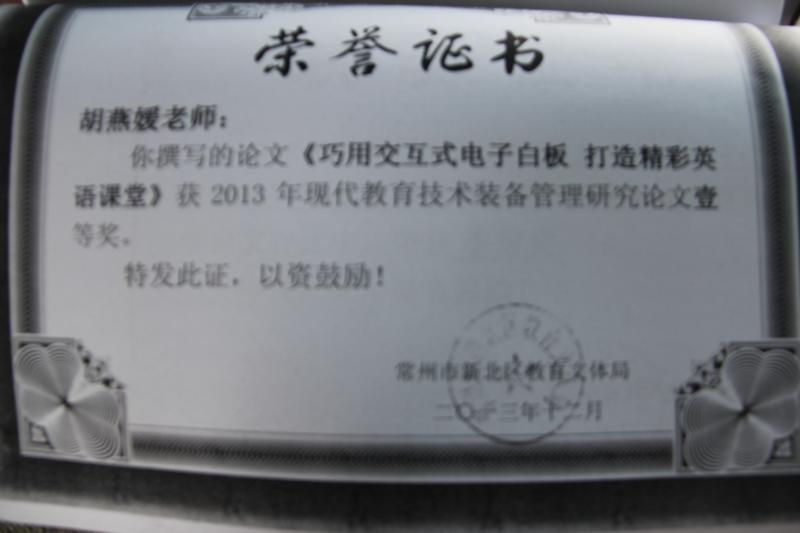 荣誉证书
胡燕媛老师：
你撰写的论文《巧用交互式电子白板 打造精彩英
语课堂》获 2013 年现代教育技术装备管理研究论文壹
等奖。
特发此证，以资鼓励！
常州市新北区教育文体局
二〇一三年十二月